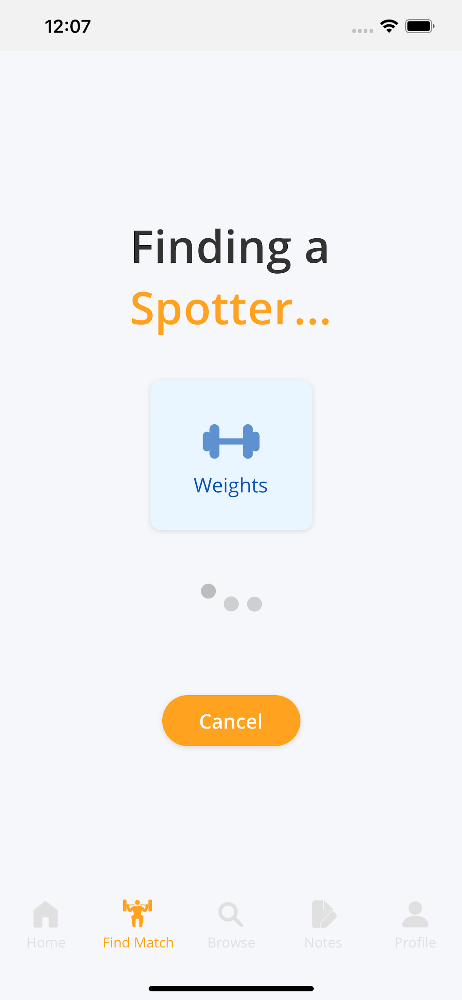 12:07
Finding a
Spotter...
Weights
Cancel
Home
Find Match
Browse
Notes
Profile